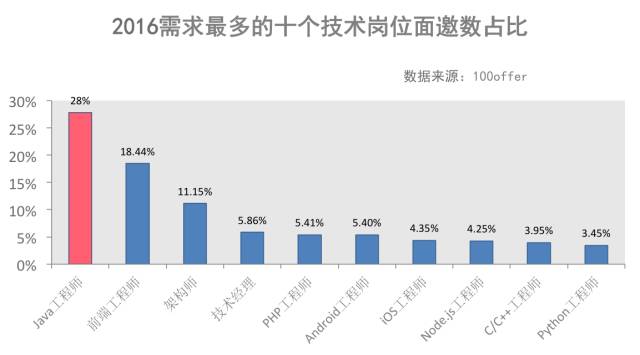 2016需求最多的十个技术岗位面邀数占比
数据来源：100offer
30%
25%
20%
15%
10%
5%
0%
28%
18.44%
11.15%
5.86%
5.41%
5.40%
4.35%
4.25%
3.95%
3.45%
Java工程师
前端工程师
架构师
技术经理
PHP工程师
Android工程师
iOS工程师
Node.js工程师
C/C++工程师
Python工程师